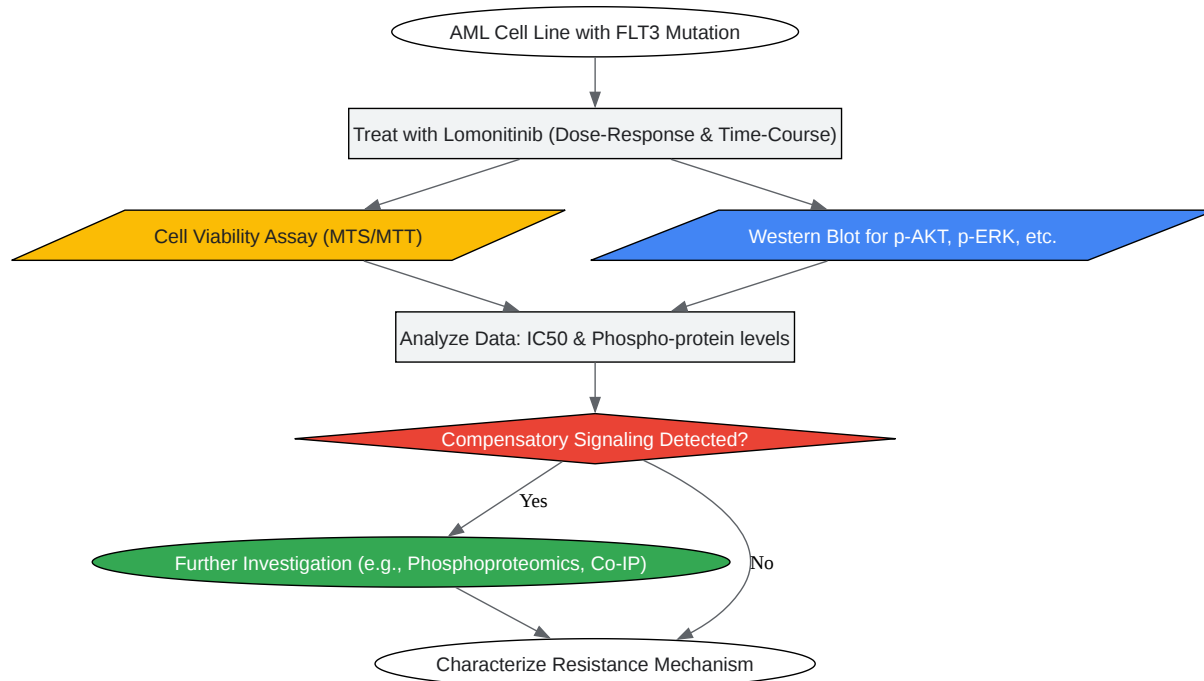 AML Cell Line with FLT3 Mutation
Treat with Lomonitinib (Dose-Response & Time-Course)
Cell Viability Assay (MTS/MTT)
Western Blot for p-AKT, p-ERK, etc.
Analyze Data: IC50 & Phospho-protein levels
Compensatory Signaling Detected?
Yes
Further Investigation (e.g., Phosphoproteomics, Co-IP)
No
Characterize Resistance Mechanism